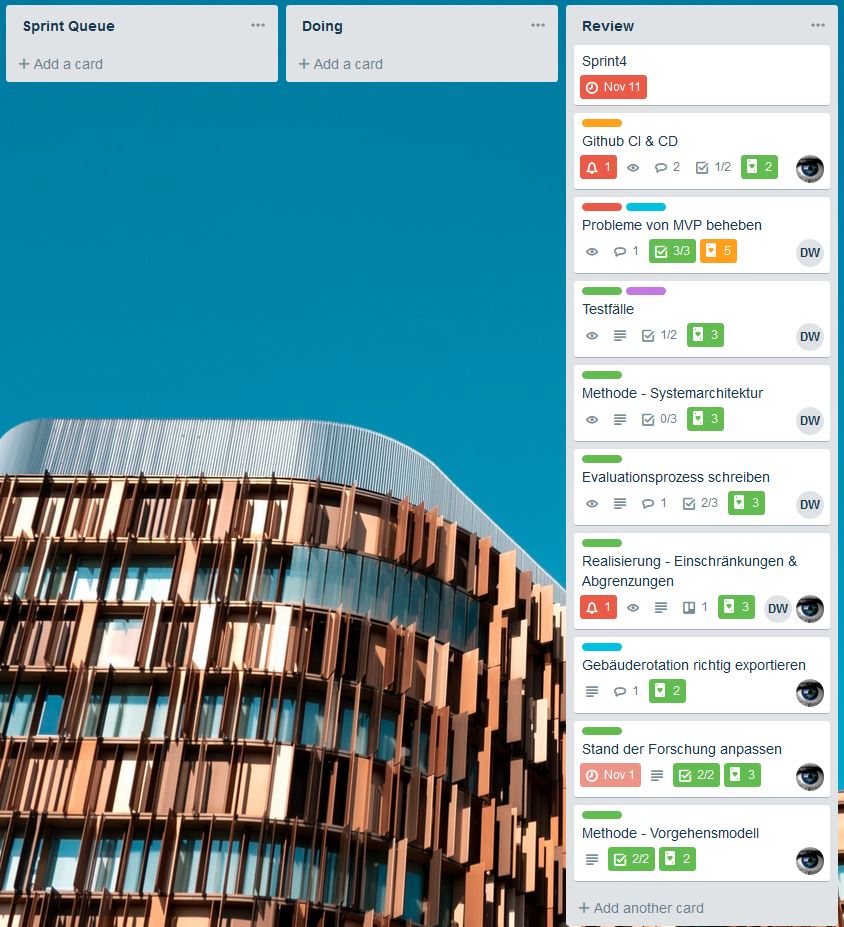 Sprint Queue
+ Add a card
Doing
+ Add a card
Review
Sprint4
Nov 11
Github CI & CD
1 2 1/2 2
Probleme von MVP beheben
1 3/3 5 DW
Testfälle
1/2 3 DW
Methode - Systemarchitektur
0/3 3 DW
Evaluationsprozess schreiben
1 2/3 3 DW
Realisierung - Einschränkungen &
Abgrenzungen
1 1 3 DW
Gebäuderotation richtig exportieren
1 2
Stand der Forschung anpassen
Nov 1 2/2 3
Methode - Vorgehensmodell
2/2 2
+ Add another card